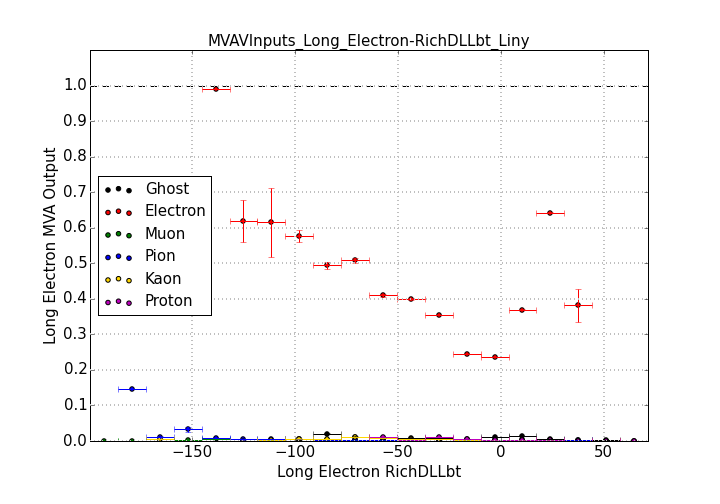 MVAVInputs_Long_Electron-RichDLLbt_Liny
Long Electron MVA Output
1.0
0.9
0.8
0.7
0.6
0.5
0.4
0.3
0.2
0.1
0.0
Ghost
Electron
Muon
Pion
Kaon
Proton
−150
−100
−50
0
50
Long Electron RichDLLbt